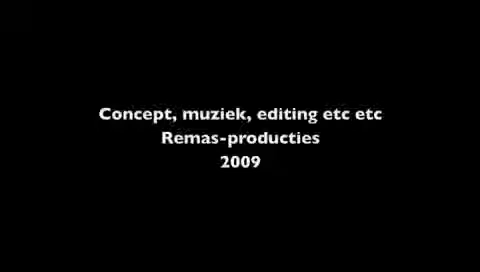 Concept, muziek, editing etc etc
Remas-producties
2009